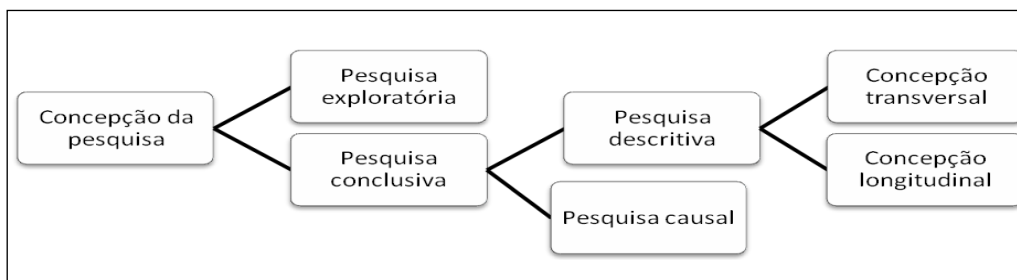 Concepção da
pesquisa
Pesquisa
exploratória
Pesquisa
conclusiva
Pesquisa
descritiva
Pesquisa causal
Concepção
transversal
Concepção
longitudinal